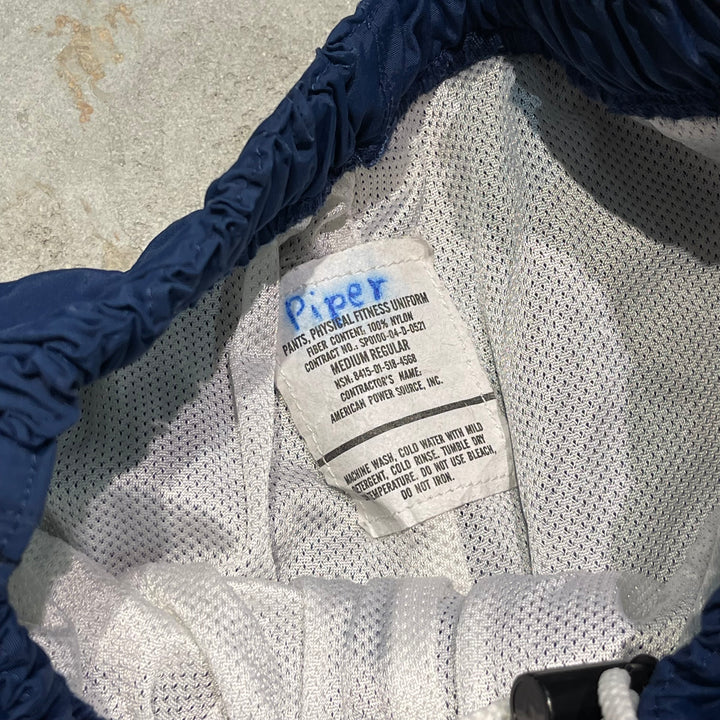 Piper
PANTS, PHYSICAL FITNESS UNIFORM
FIBER CONTENT: 100% NYLON
CONTRACT NO.: SPO100-04-D-0521
MEDIUM REGULAR
NSN: 8415-01-518-4568
CONTRACTOR'S NAME.
AMERICAN POWER SOURCE, INC.
MACHINE WASH, COLD WATER WITH MILD
DETERGENT, COLD RINSE. TUMBLE DRY
TEMPERATURE. DO NOT USE BLEACH,
DO NOT IRON.